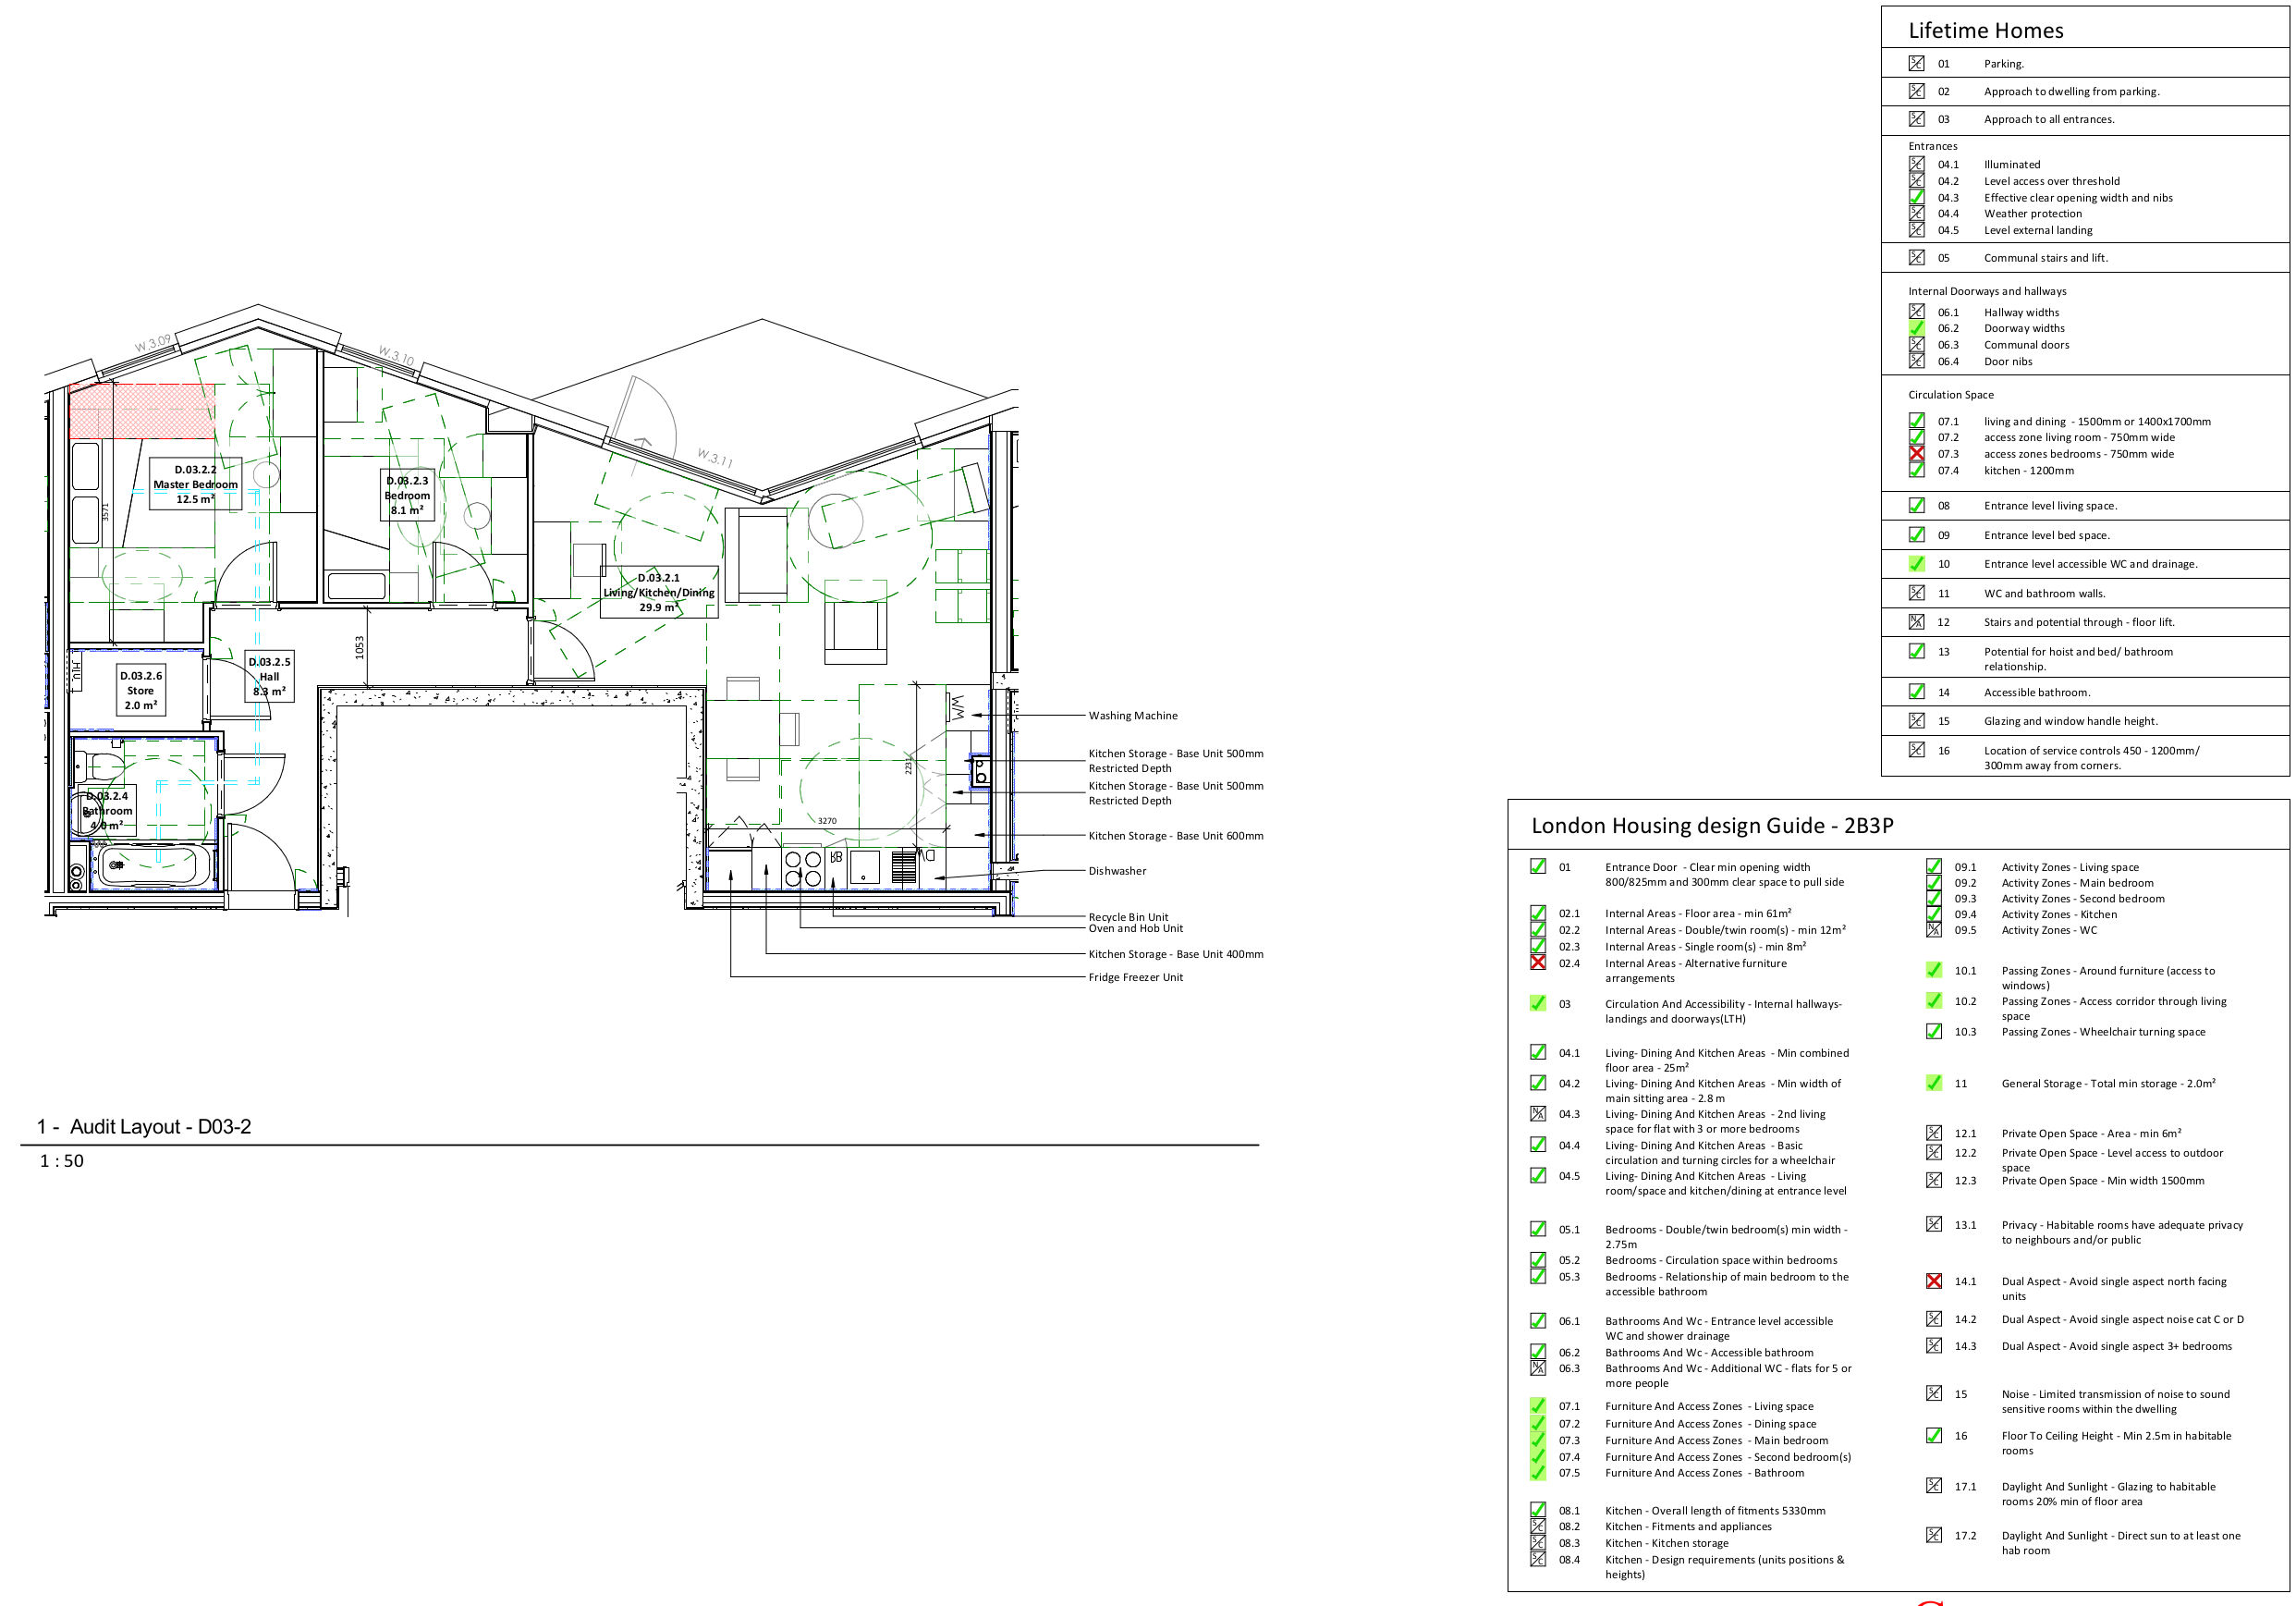 Lifetime Homes
S/C 01 Parking.
S/C 02 Approach to dwelling from parking.
S/C 03 Approach to all entrances.
Entrances
S/C 04.1 Illuminated
S/C 04.2 Level access over threshold
04.3 Effective clear opening width and nibs
S/C 04.4 Weather protection
S/C 04.5 Level external landing
S/C 05 Communal stairs and lift.
Internal Doorways and hallways
S/C 06.1 Hallway widths
06.2 Doorway widths
S/C 06.3 Communal doors
S/C 06.4 Door nibs
Circulation Space
07.1 living and dining - 1500mm or 1400x1700mm
07.2 access zone living room - 750mm wide
07.3 access zones bedrooms - 750mm wide
07.4 kitchen - 1200mm
08 Entrance level living space.
09 Entrance level bed space.
10 Entrance level accessible WC and drainage.
S/C 11 WC and bathroom walls.
N/A 12 Stairs and potential through - floor lift.
13 Potential for hoist and bed/ bathroom
relationship.
14 Accessible bathroom.
S/C 15 Glazing and window handle height.
S/C 16 Location of service controls 450 - 1200mm/
300mm away from corners.
W.3.09
W.3.10
W.3.11
D.03.2.2
Master Bedroom
12.5 m²
3571
D.03.2.3
Bedroom
8.1 m²
D.03.2.1
Living/Kitchen/Dining
29.9 m²
1053
D.03.2.5
Hall
8.3 m²
D.03.2.6
Store
2.0 m²
HIU
D.03.2.4
Bathroom
4.0 m²
WM
2231
3270
RB
DW
Washing Machine
Kitchen Storage - Base Unit 500mm
Restricted Depth
Kitchen Storage - Base Unit 500mm
Restricted Depth
Kitchen Storage - Base Unit 600mm
Dishwasher
Recycle Bin Unit
Oven and Hob Unit
Kitchen Storage - Base Unit 400mm
Fridge Freezer Unit
1 - Audit Layout - D03-2
1 : 50
London Housing design Guide - 2B3P
01 Entrance Door - Clear min opening width
800/825mm and 300mm clear space to pull side
02.1 Internal Areas - Floor area - min 61m²
02.2 Internal Areas - Double/twin room(s) - min 12m²
02.3 Internal Areas - Single room(s) - min 8m²
02.4 Internal Areas - Alternative furniture
arrangements
03 Circulation And Accessibility - Internal hallways-
landings and doorways(LTH)
04.1 Living- Dining And Kitchen Areas - Min combined
floor area - 25m²
04.2 Living- Dining And Kitchen Areas - Min width of
main sitting area - 2.8 m
N/A 04.3 Living- Dining And Kitchen Areas - 2nd living
space for flat with 3 or more bedrooms
04.4 Living- Dining And Kitchen Areas - Basic
circulation and turning circles for a wheelchair
04.5 Living- Dining And Kitchen Areas - Living
room/space and kitchen/dining at entrance level
05.1 Bedrooms - Double/twin bedroom(s) min width -
2.75m
05.2 Bedrooms - Circulation space within bedrooms
05.3 Bedrooms - Relationship of main bedroom to the
accessible bathroom
06.1 Bathrooms And Wc - Entrance level accessible
WC and shower drainage
06.2 Bathrooms And Wc - Accessible bathroom
N/A 06.3 Bathrooms And Wc - Additional WC - flats for 5 or
more people
07.1 Furniture And Access Zones - Living space
07.2 Furniture And Access Zones - Dining space
07.3 Furniture And Access Zones - Main bedroom
07.4 Furniture And Access Zones - Second bedroom(s)
07.5 Furniture And Access Zones - Bathroom
08.1 Kitchen - Overall length of fitments 5330mm
S/C 08.2 Kitchen - Fitments and appliances
S/C 08.3 Kitchen - Kitchen storage
S/C 08.4 Kitchen - Design requirements (units positions &
heights)
09.1 Activity Zones - Living space
09.2 Activity Zones - Main bedroom
09.3 Activity Zones - Second bedroom
09.4 Activity Zones - Kitchen
N/A 09.5 Activity Zones - WC
10.1 Passing Zones - Around furniture (access to
windows)
10.2 Passing Zones - Access corridor through living
space
10.3 Passing Zones - Wheelchair turning space
11 General Storage - Total min storage - 2.0m²
S/C 12.1 Private Open Space - Area - min 6m²
S/C 12.2 Private Open Space - Level access to outdoor
space
S/C 12.3 Private Open Space - Min width 1500mm
S/C 13.1 Privacy - Habitable rooms have adequate privacy
to neighbours and/or public
14.1 Dual Aspect - Avoid single aspect north facing
units
S/C 14.2 Dual Aspect - Avoid single aspect noise cat C or D
S/C 14.3 Dual Aspect - Avoid single aspect 3+ bedrooms
S/C 15 Noise - Limited transmission of noise to sound
sensitive rooms within the dwelling
16 Floor To Ceiling Height - Min 2.5m in habitable
rooms
S/C 17.1 Daylight And Sunlight - Glazing to habitable
rooms 20% min of floor area
S/C 17.2 Daylight And Sunlight - Direct sun to at least one
hab room